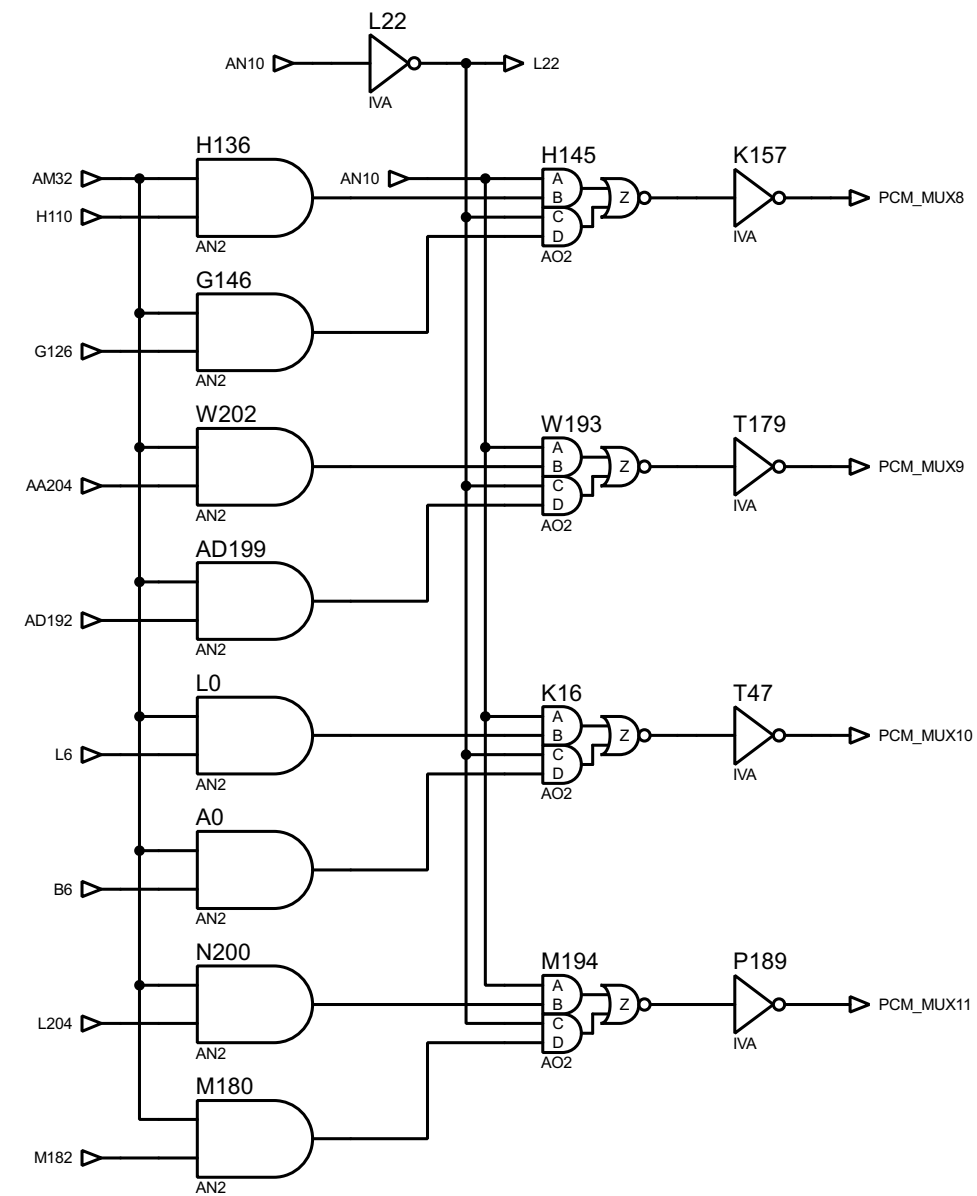 L22
AN10
L22
IVA
H136
H145
K157
AM32
AN10
A
B
C
D
Z
PCM_MUX8
H110
AN2
AO2
IVA
G146
G126
AN2
W202
W193
T179
A
B
C
D
Z
PCM_MUX9
AA204
AN2
AO2
IVA
AD199
AD192
AN2
L0
K16
T47
A
B
C
D
Z
PCM_MUX10
L6
AN2
AO2
IVA
A0
B6
AN2
N200
M194
P189
A
B
C
D
Z
PCM_MUX11
L204
AN2
AO2
IVA
M180
M182
AN2